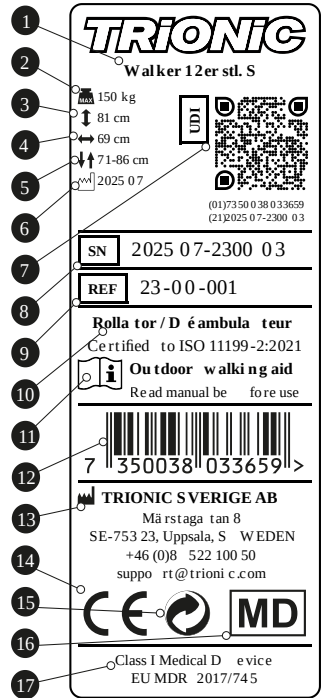 1
TRiONiC
Walker 12er stl. S
2
MAX 150 kg
3
81 cm
UDI
4
69 cm
5
71-86 cm
6
2025 07
7
(01)7350038033659
(21)202507-2300 03
8
SN 2025 07-2300 03
9
REF 23-00-001
10
Rollator/Déambulateur
Certified to ISO 11199-2:2021
11
i Outdoor walking aid
Read manual before use
12
7 350038 033659 >
13
TRIONIC SVERIGE AB
Märstagatan 8
SE-753 23, Uppsala, SWEDEN
+46 (0)8 522 100 50
support@trionic.com
14
CE
15
16
MD
17
Class I Medical Device
EU MDR 2017/745